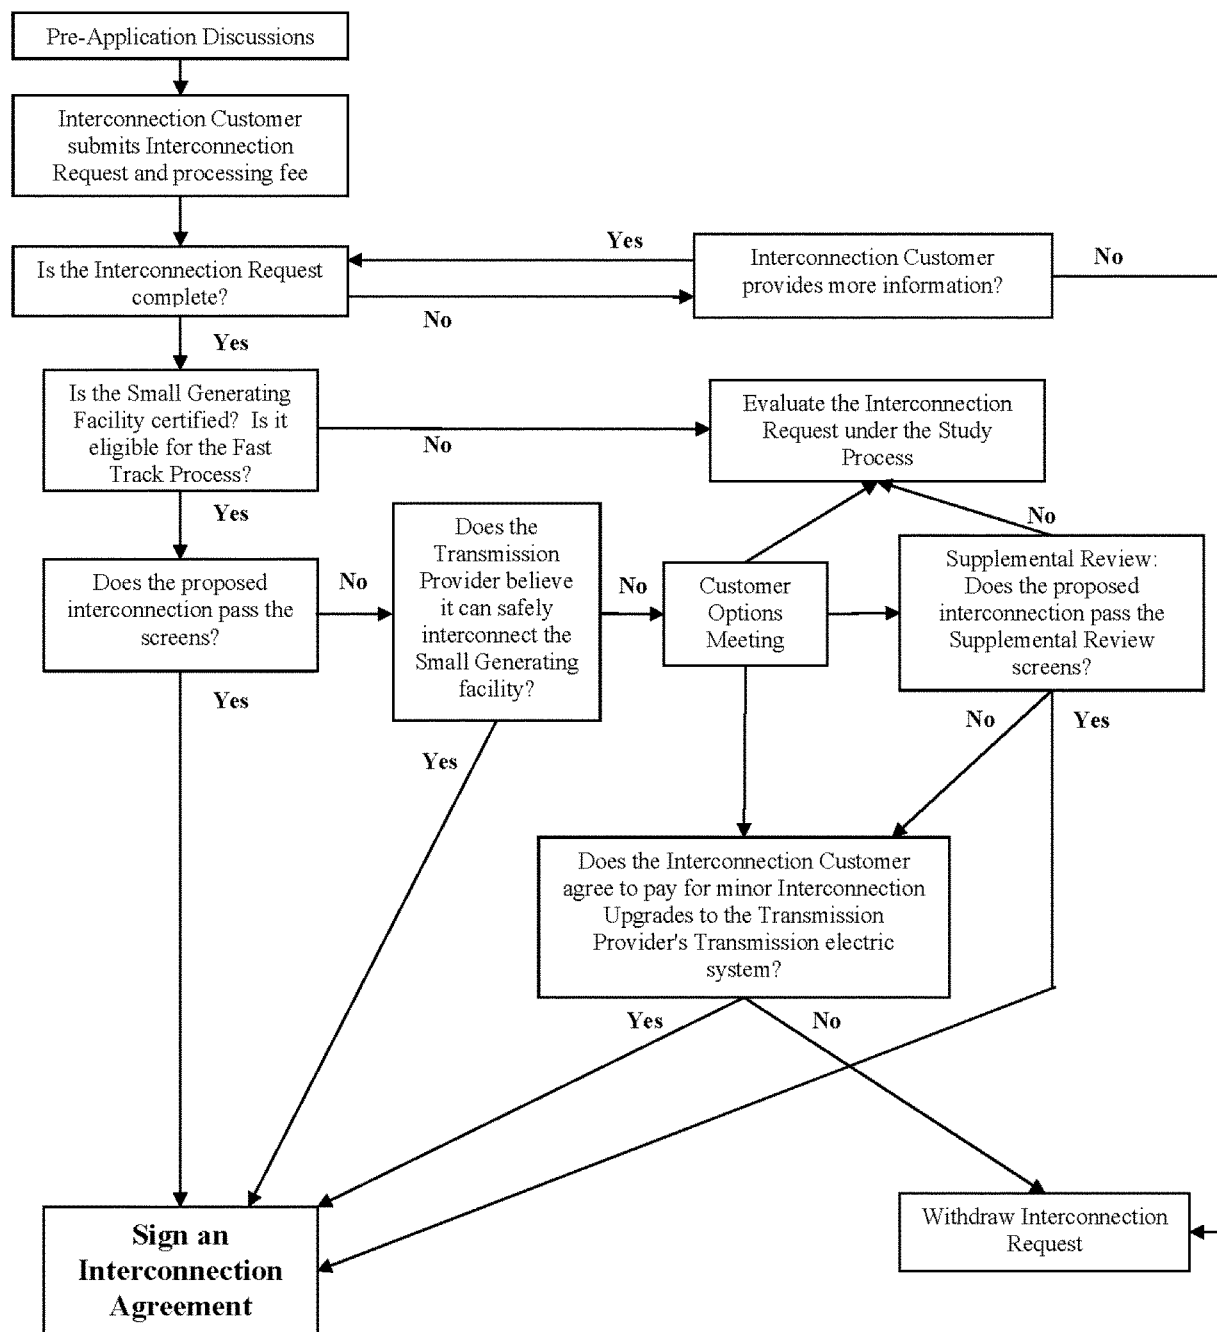 Pre-Application Discussions
Interconnection Customer
submits Interconnection
Request and processing fee
Is the Interconnection Request
complete?
Yes
No
Interconnection Customer
provides more information?
No
Yes
Is the Small Generating
Facility certified? Is it
eligible for the Fast
Track Process?
No
Evaluate the Interconnection
Request under the Study
Process
Yes
Does the proposed
interconnection pass the
screens?
No
Does the
Transmission
Provider believe
it can safely
interconnect the
Small Generating
facility?
No
Customer
Options
Meeting
No
Supplemental Review:
Does the proposed
interconnection pass the
Supplemental Review
screens?
Yes
Yes
No
Yes
Does the Interconnection Customer
agree to pay for minor Interconnection
Upgrades to the Transmission
Provider's Transmission electric
system?
Yes
No
Sign an
Interconnection
Agreement
Withdraw Interconnection
Request